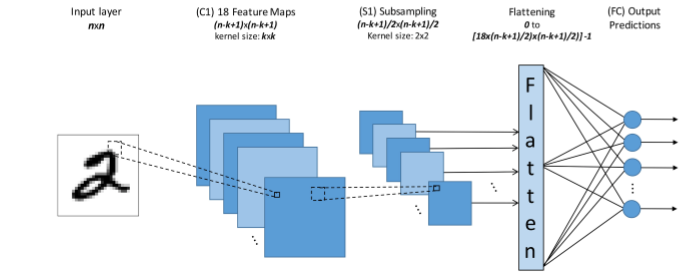 Input layer
nxn
(C1) 18 Feature Maps
(n-k+1)x(n-k+1)
kernel size: kxk
(S1) Subsampling
(n-k+1)/2x(n-k+1)/2
Kernel size: 2x2
Flattening
0 to
[18x(n-k+1)/2)x(n-k+1)/2)]-1
(FC) Output
Predictions
2
F
l
a
t
t
e
n